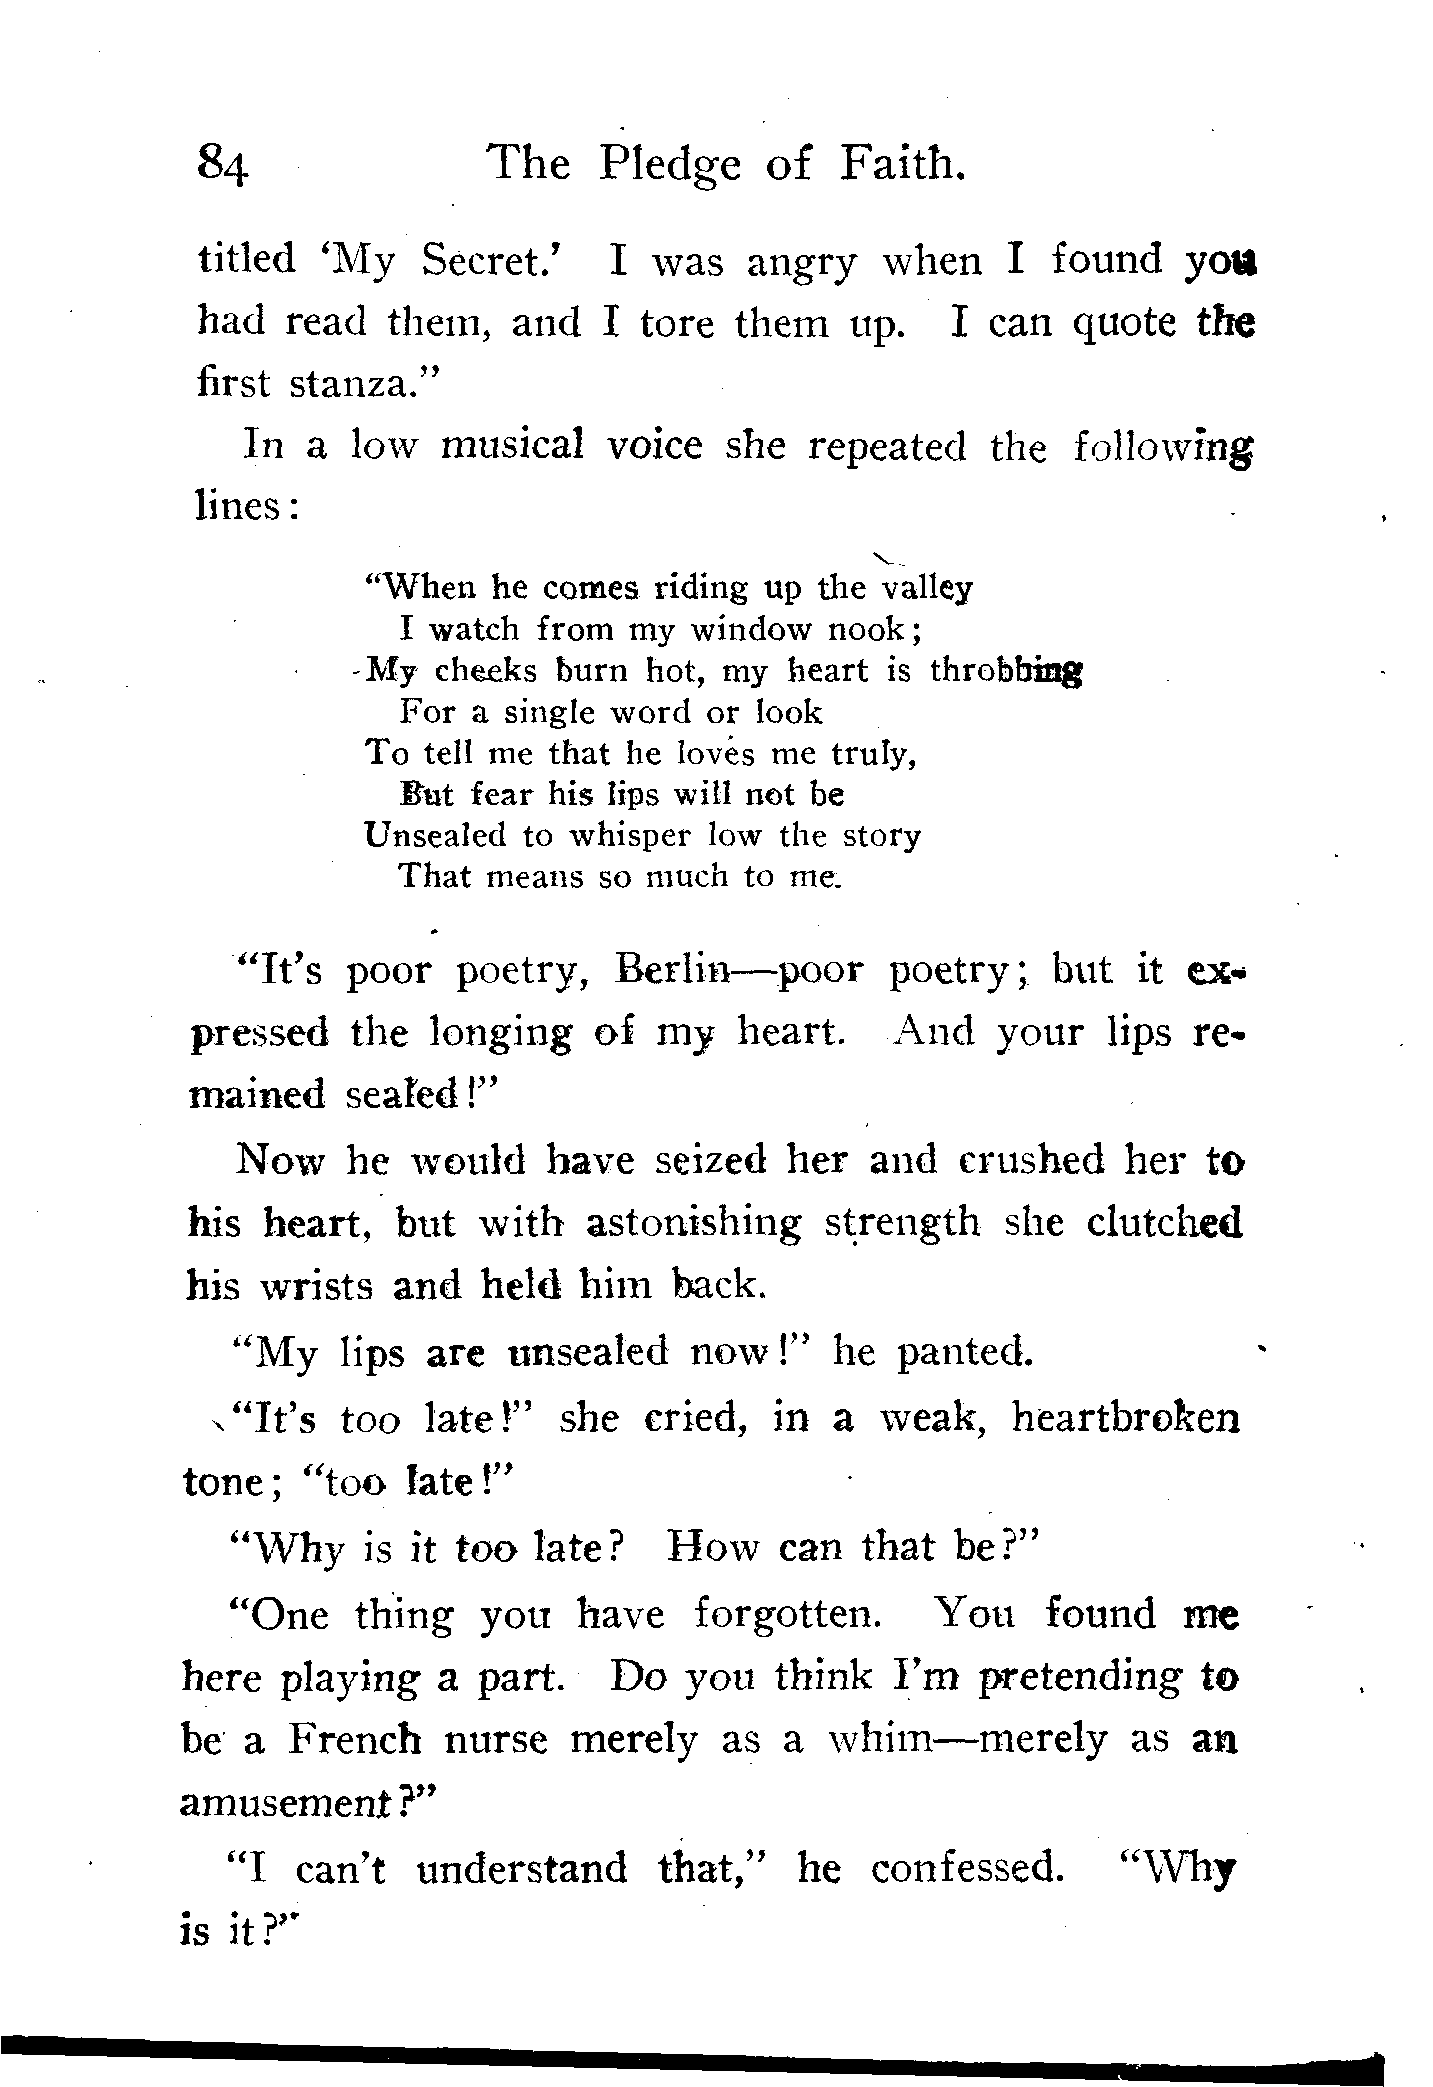 84 The Pledge of Faith.
titled ‘My Secret.’ I was angry when I found you
had read them, and I tore them up. I can quote the
first stanza.”
In a low musical voice she repeated the following
lines:
“When he comes riding up the valley
I watch from my window nook;
My cheeks burn hot, my heart is throbbing
For a single word or look
To tell me that he loves me truly,
But fear his lips will not be
Unsealed to whisper low the story
That means so much to me.
“It’s poor poetry, Berlin—poor poetry; but it ex-
pressed the longing of my heart. And your lips re-
mained sealed!”
Now he would have seized her and crushed her to
his heart, but with astonishing strength she clutched
his wrists and held him back.
“My lips are unsealed now!” he panted.
“It’s too late!” she cried, in a weak, heartbroken
tone; “too late!”
“Why is it too late? How can that be?”
“One thing you have forgotten. You found me
here playing a part. Do you think I’m pretending to
be a French nurse merely as a whim—merely as an
amusement?”
“I can’t understand that,” he confessed. “Why
is it?”